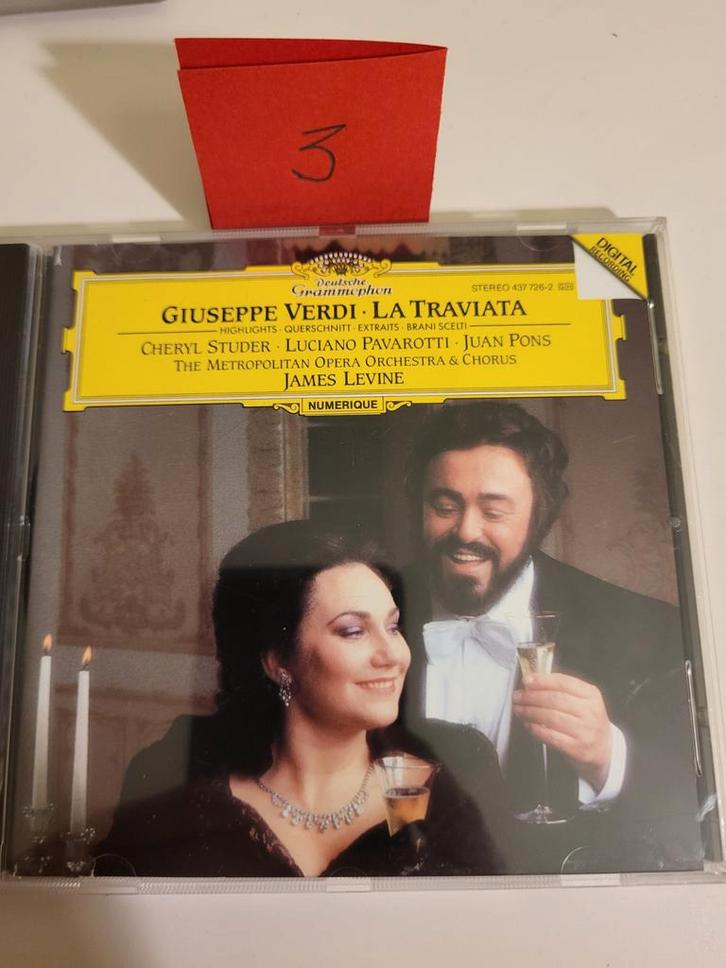 3
DIGITAL
RECORDING
Deutsche
Grammophon
STEREO 437 726-2
GIUSEPPE VERDI · LA TRAVIATA
HIGHLIGHTS · QUERSCHNITT · EXTRAITS · BRANI SCELTI
CHERYL STUDER · LUCIANO PAVAROTTI · JUAN PONS
THE METROPOLITAN OPERA ORCHESTRA & CHORUS
JAMES LEVINE
NUMERIQUE